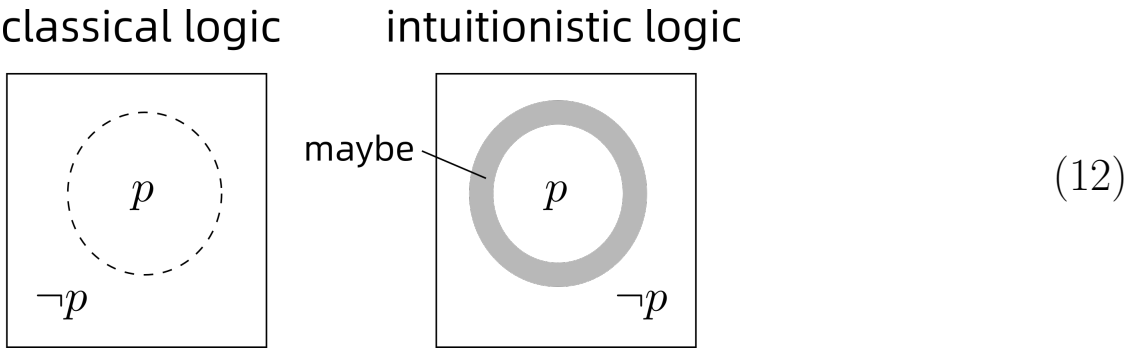 classical logic
intuitionistic logic
maybe
p
p
(12)
¬p
¬p